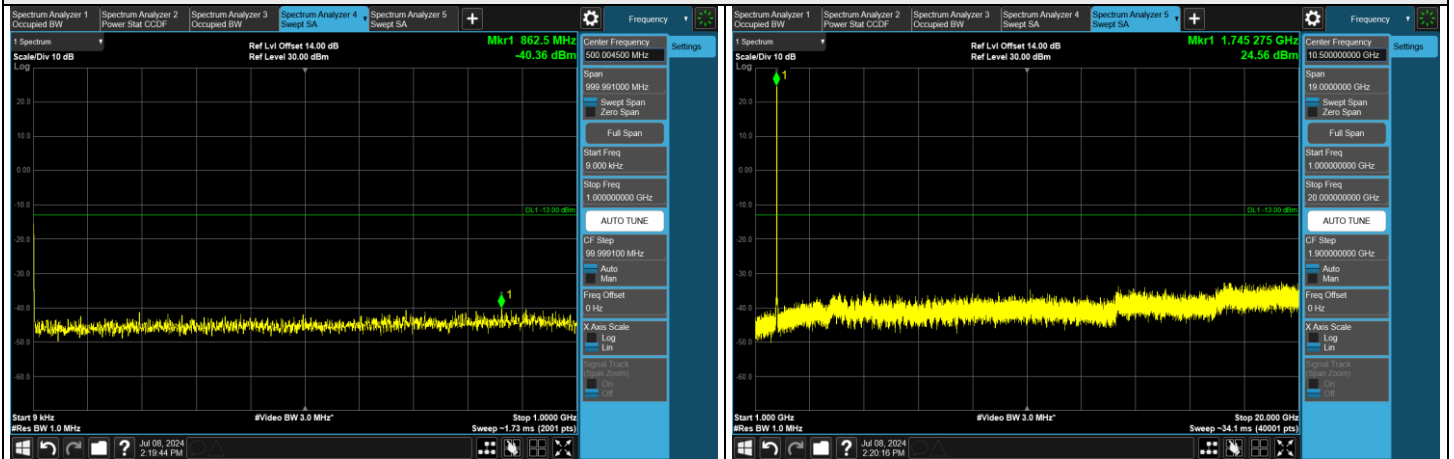 Spectrum Analyzer 1 Spectrum Analyzer 2 Spectrum Analyzer 3 Spectrum Analyzer 4 Spectrum Analyzer 5
Occupied BW Power Stat CCDF Occupied BW Swept SA Swept SA
+
Frequency
1 Spectrum
Scale/Div 10 dB
Log
Ref Lvl Offset 14.00 dB
Ref Level 30.00 dBm
Mkr1 862.5 MHz
-40.36 dBm
1
20.0
10.0
0.00
-10.0
-20.0
-30.0
-40.0
-50.0
-60.0
DL1 -13.00 dBm
Start 9 kHz
#Res BW 1.0 MHz
#Video BW 3.0 MHz*
Stop 1.0000 GHz
Sweep ~1.73 ms (2001 pts)
Center Frequency
500.004500 MHz
Settings
Span
999.991000 MHz
Swept Span
Zero Span
Full Span
Start Freq
9.000 kHz
Stop Freq
1.000000000 GHz
AUTO TUNE
CF Step
99.999100 MHz
Auto
Man
Freq Offset
0 Hz
X Axis Scale
Log
Lin
Signal Track
(Span Zoom)
On
Off
?
Jul 08, 2024
2:19:44 PM
Spectrum Analyzer 1 Spectrum Analyzer 2 Spectrum Analyzer 3 Spectrum Analyzer 4 Spectrum Analyzer 5
Occupied BW Power Stat CCDF Occupied BW Swept SA Swept SA
+
Frequency
1 Spectrum
Scale/Div 10 dB
Log
Ref Lvl Offset 14.00 dB
Ref Level 30.00 dBm
Mkr1 1.745 275 GHz
24.56 dBm
1
20.0
10.0
0.00
-10.0
-20.0
-30.0
-40.0
-50.0
-60.0
DL1 -13.00 dBm
Start 1.000 GHz
#Res BW 1.0 MHz
#Video BW 3.0 MHz*
Stop 20.000 GHz
Sweep ~34.1 ms (40001 pts)
Center Frequency
10.500000000 GHz
Settings
Span
19.0000000 GHz
Swept Span
Zero Span
Full Span
Start Freq
1.000000000 GHz
Stop Freq
20.000000000 GHz
AUTO TUNE
CF Step
1.900000000 GHz
Auto
Man
Freq Offset
0 Hz
X Axis Scale
Log
Lin
Signal Track
(Span Zoom)
On
Off
?
Jul 08, 2024
2:20:16 PM